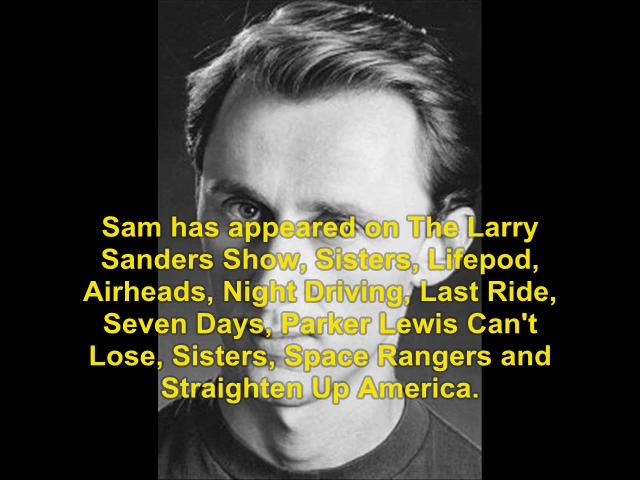 Sam has appeared on The Larry
Sanders Show, Sisters, Lifepod,
Airheads, Night Driving, Last Ride,
Seven Days, Parker Lewis Can't
Lose, Sisters, Space Rangers and
Straighten Up America.